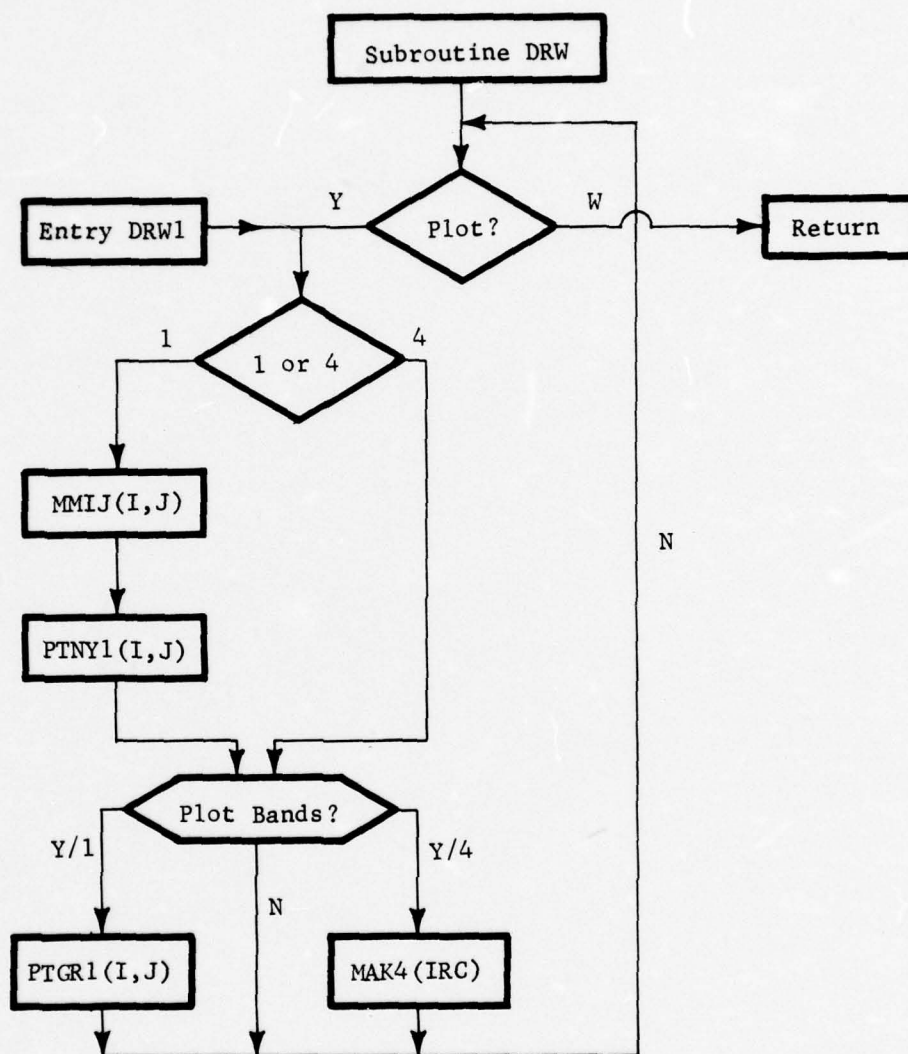 Subroutine DRW
Y
W
Entry DRW1
Plot?
Return
1
4
1 or 4
MMIJ(I,J)
N
PTNY1(I,J)
Plot Bands?
Y/1
Y/4
N
PTGR1(I,J)
MAK4(IRC)